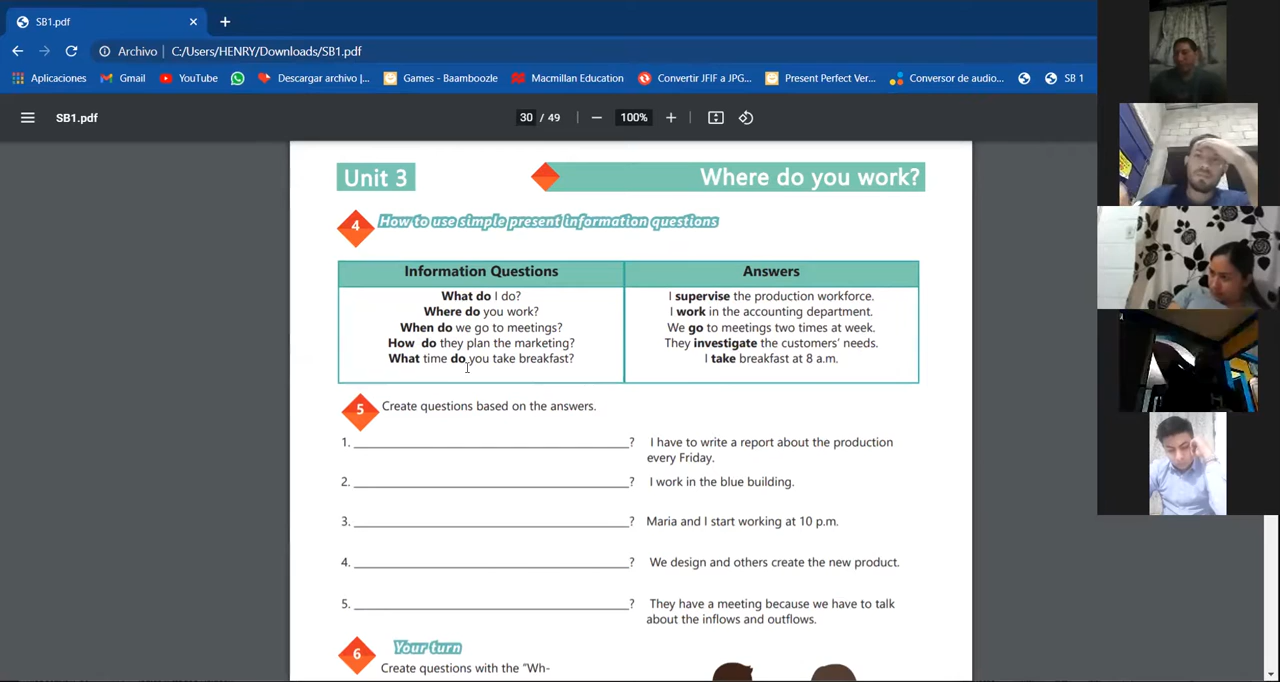 SB1.pdf
Archivo C:/Users/HENRY/Downloads/SB1.pdf
Aplicaciones Gmail YouTube Descargar archivo |... Games - Baamboozle Macmillan Education Convertir JFIF a JPG... Present Perfect Ver... Conversor de audio... SB 1
SB1.pdf 30 / 49 100%
Unit 3 Where do you work?
4 How to use simple present information questions
Information Questions Answers
What do I do? I supervise the production workforce.
Where do you work? I work in the accounting department.
When do we go to meetings? We go to meetings two times at week.
How do they plan the marketing? They investigate the customers' needs.
What time do you take breakfast? I take breakfast at 8 a.m.
5 Create questions based on the answers.
1. ______________________________? I have to write a report about the production
every Friday.
2. ______________________________? I work in the blue building.
3. ______________________________? Maria and I start working at 10 p.m.
4. ______________________________? We design and others create the new product.
5. ______________________________? They have a meeting because we have to talk
about the inflows and outflows.
6 Your turn
Create questions with the "Wh-